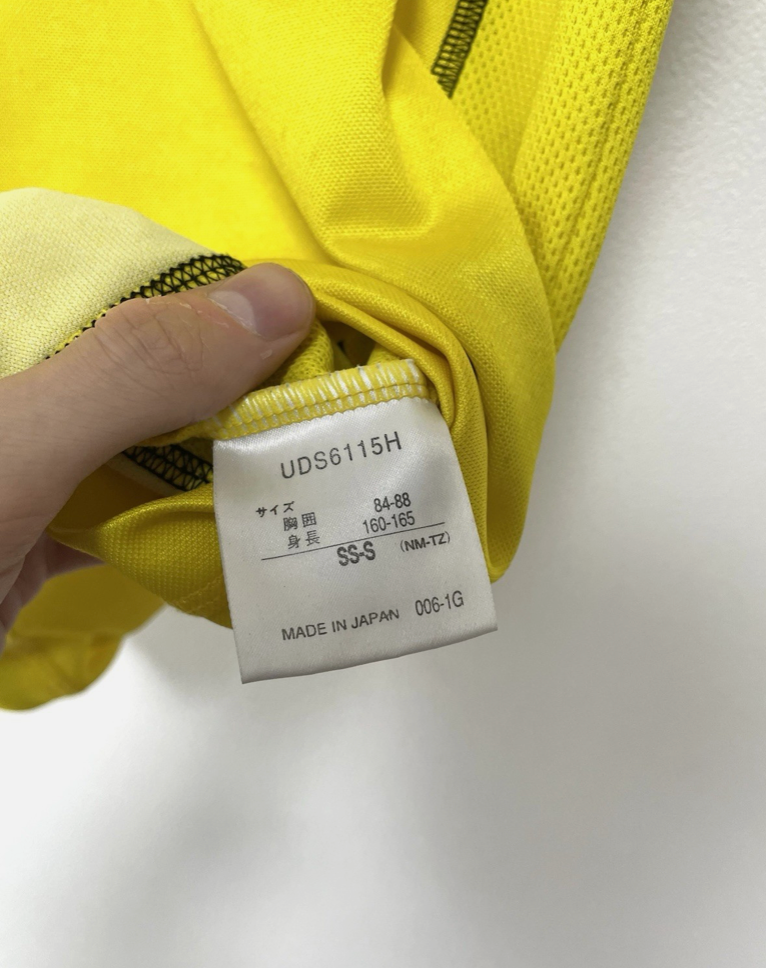 UDS6115H
サイズ
胸囲 84-88
身長 160-165
SS-S (NM-TZ)
MADE IN JAPAN 006-1G